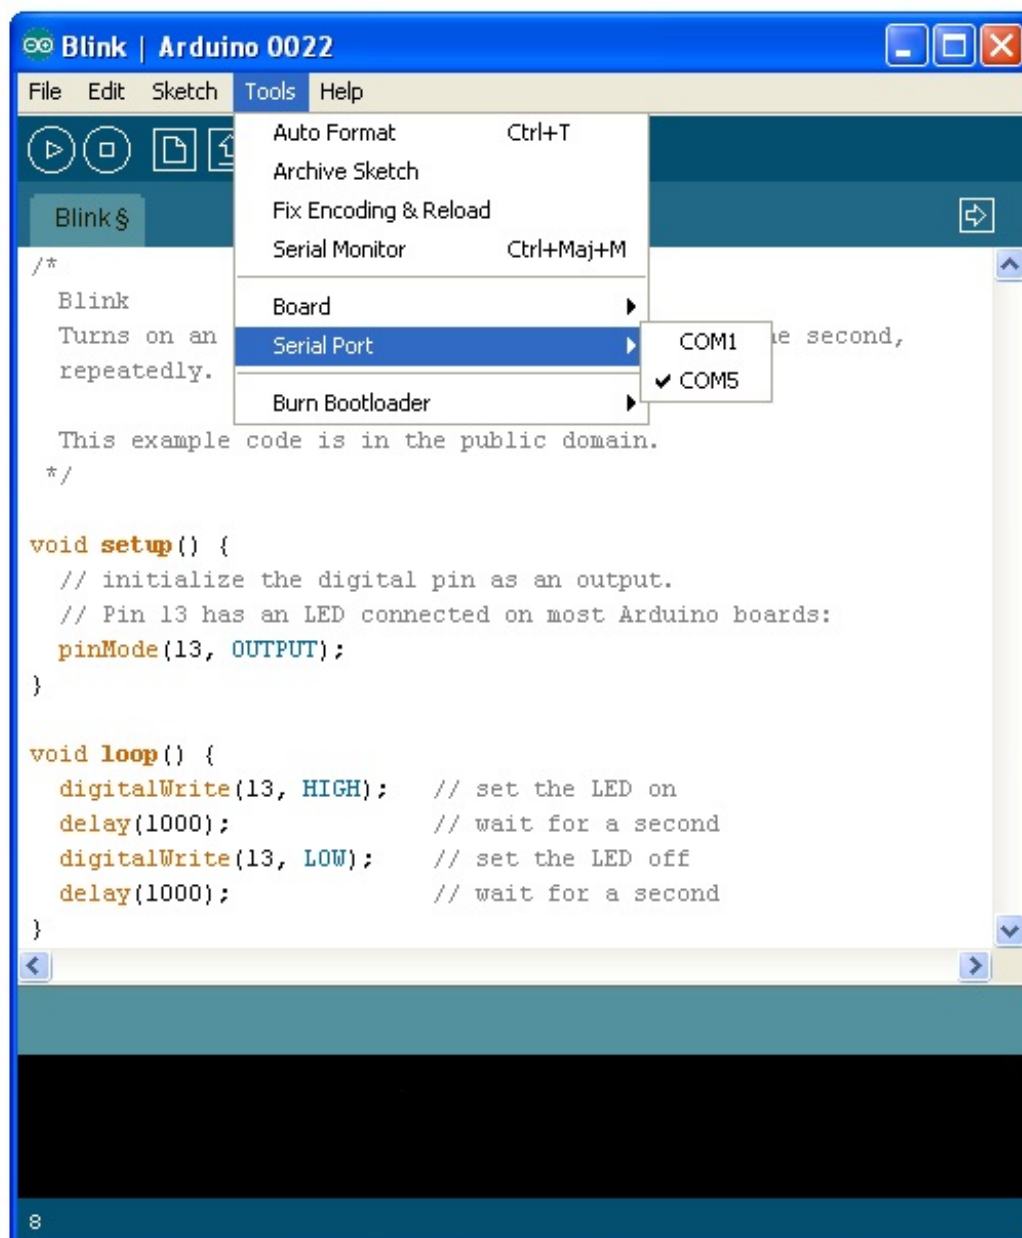 Blink | Arduino 0022
File Edit Sketch Tools Help
Auto Format Ctrl+T
Archive Sketch
Fix Encoding & Reload
Serial Monitor Ctrl+Maj+M
Board
Serial Port
Burn Bootloader
COM1
COM5
Blink §
/*
Blink
Turns on an second,
repeatedly.
This example code is in the public domain.
*/
void setup() {
// initialize the digital pin as an output.
// Pin 13 has an LED connected on most Arduino boards:
pinMode(13, OUTPUT);
}
void loop() {
digitalWrite(13, HIGH); // set the LED on
delay(1000); // wait for a second
digitalWrite(13, LOW); // set the LED off
delay(1000); // wait for a second
}
8